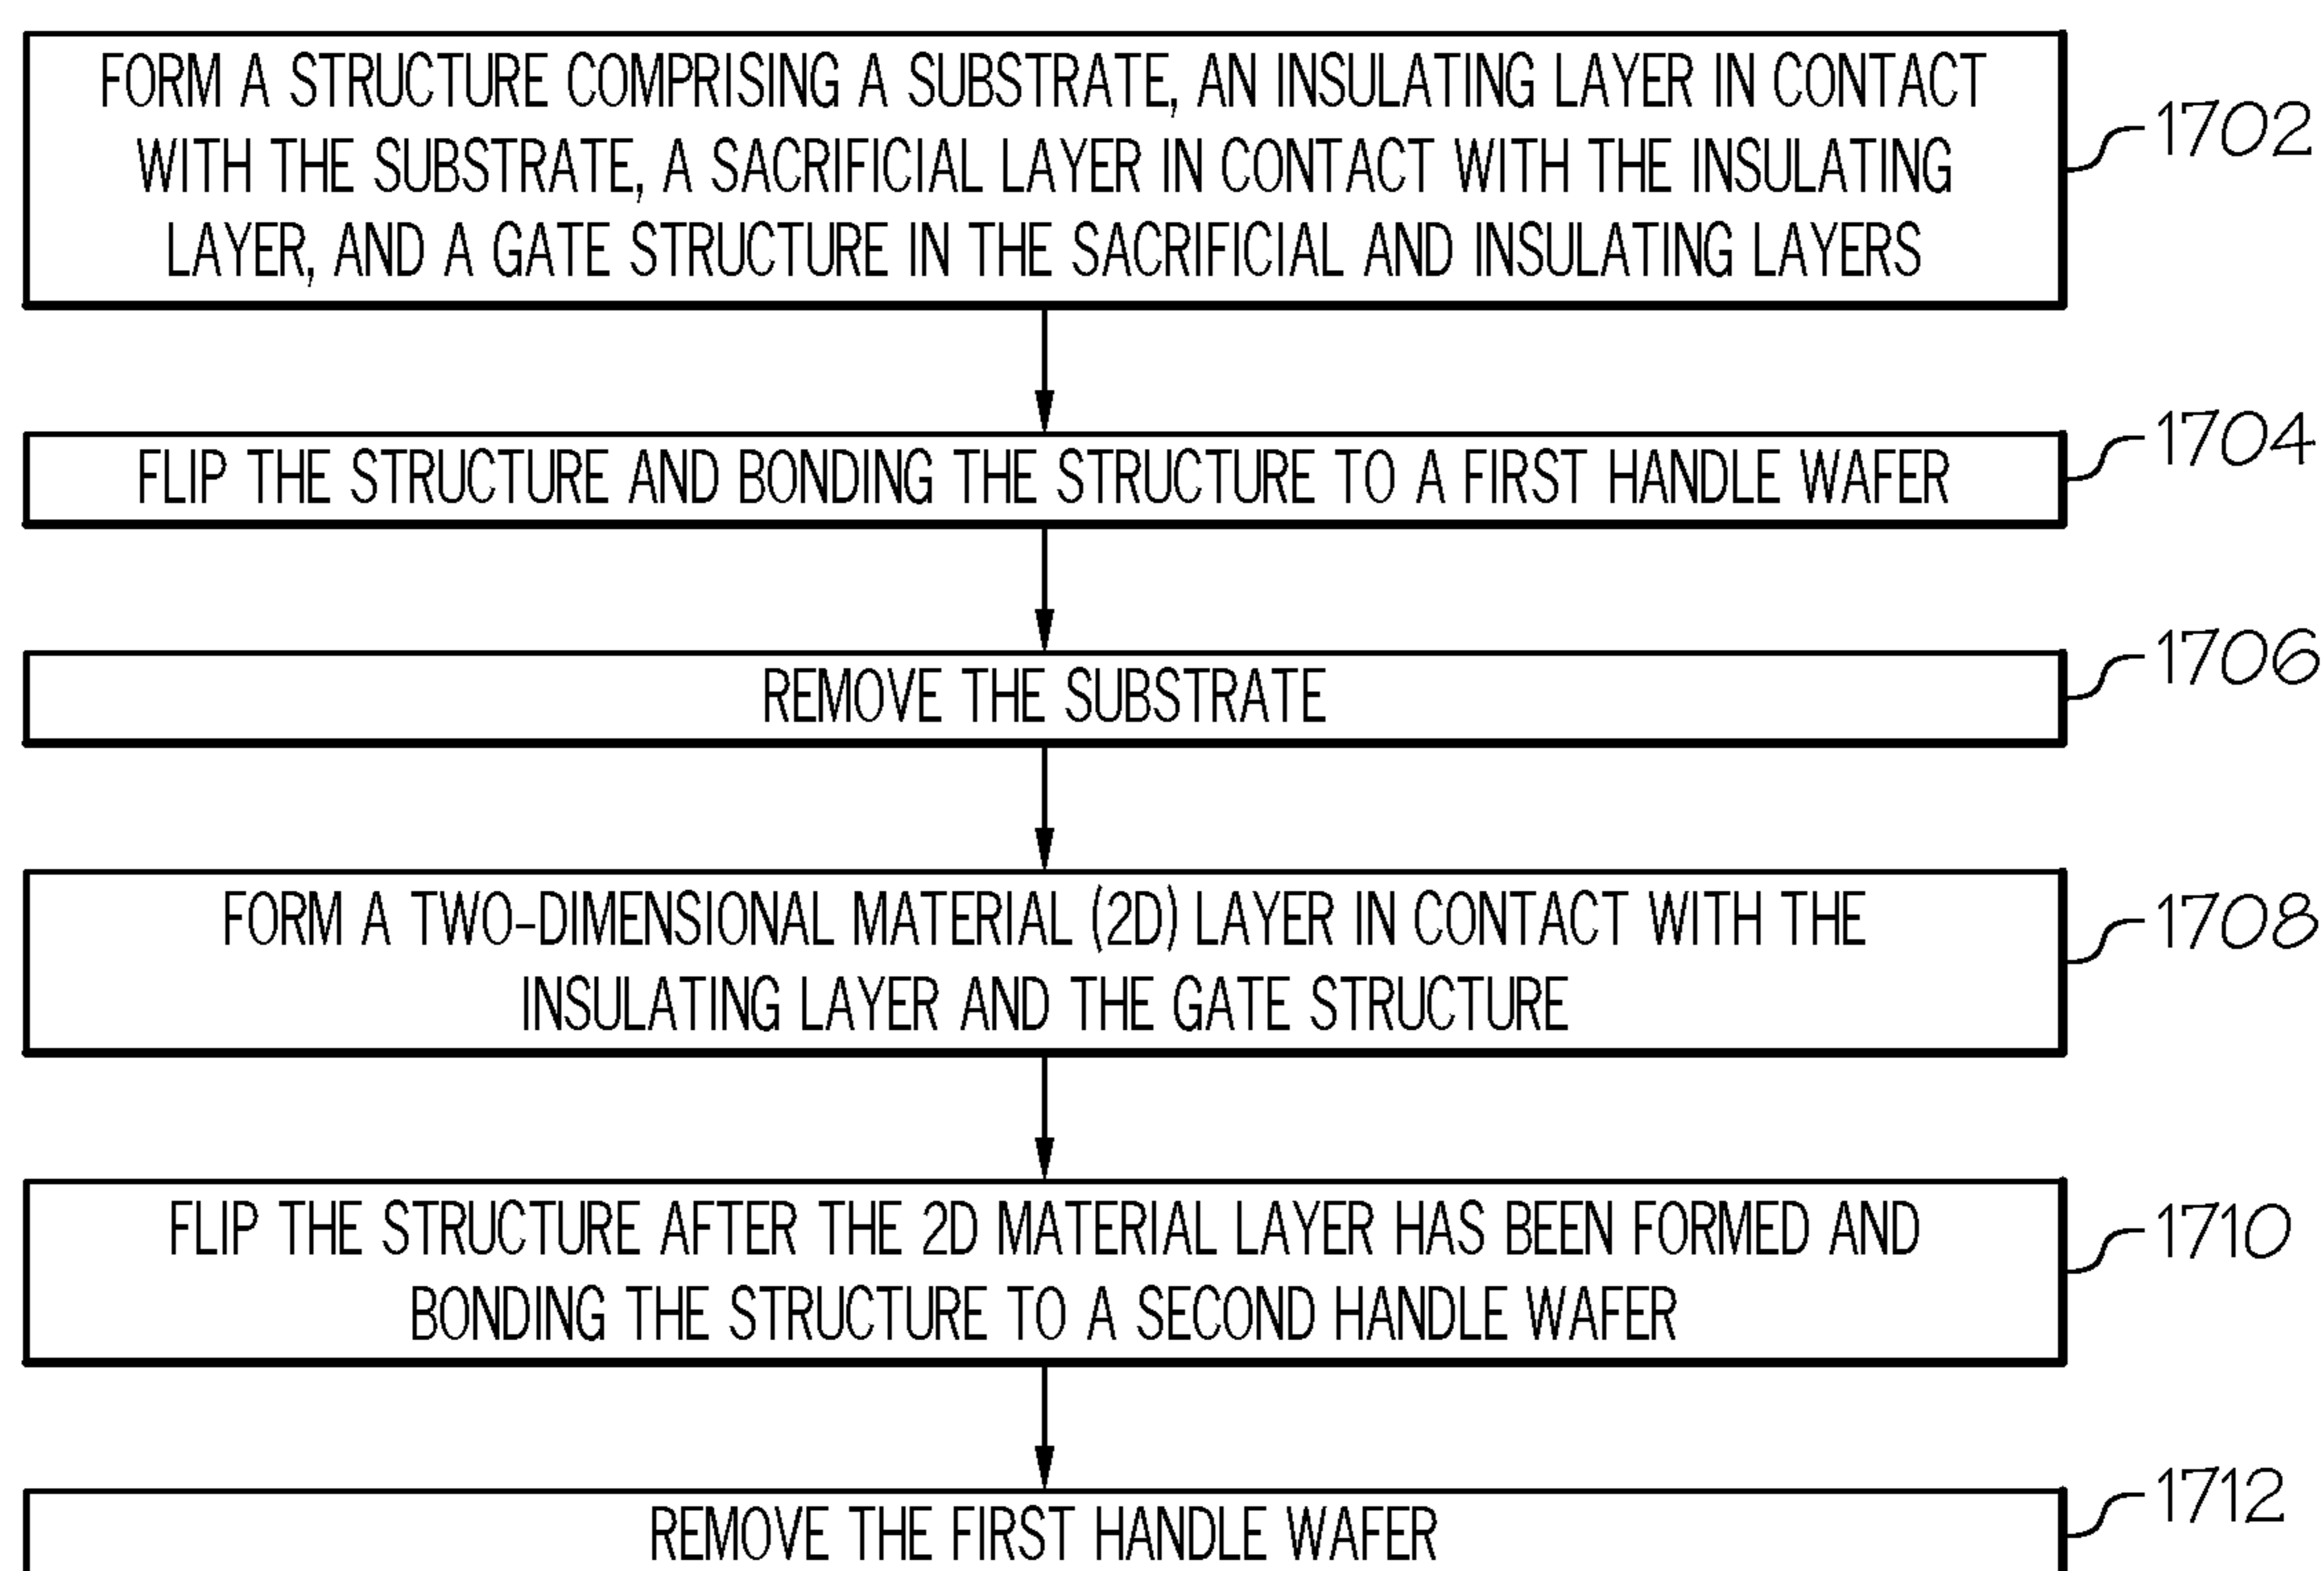 FORM A STRUCTURE COMPRISING A SUBSTRATE, AN INSULATING LAYER IN CONTACT
WITH THE SUBSTRATE, A SACRIFICIAL LAYER IN CONTACT WITH THE INSULATING
LAYER, AND A GATE STRUCTURE IN THE SACRIFICIAL AND INSULATING LAYERS
1702
FLIP THE STRUCTURE AND BONDING THE STRUCTURE TO A FIRST HANDLE WAFER
1704
REMOVE THE SUBSTRATE
1706
FORM A TWO-DIMENSIONAL MATERIAL (2D) LAYER IN CONTACT WITH THE
INSULATING LAYER AND THE GATE STRUCTURE
1708
FLIP THE STRUCTURE AFTER THE 2D MATERIAL LAYER HAS BEEN FORMED AND
BONDING THE STRUCTURE TO A SECOND HANDLE WAFER
1710
REMOVE THE FIRST HANDLE WAFER
1712